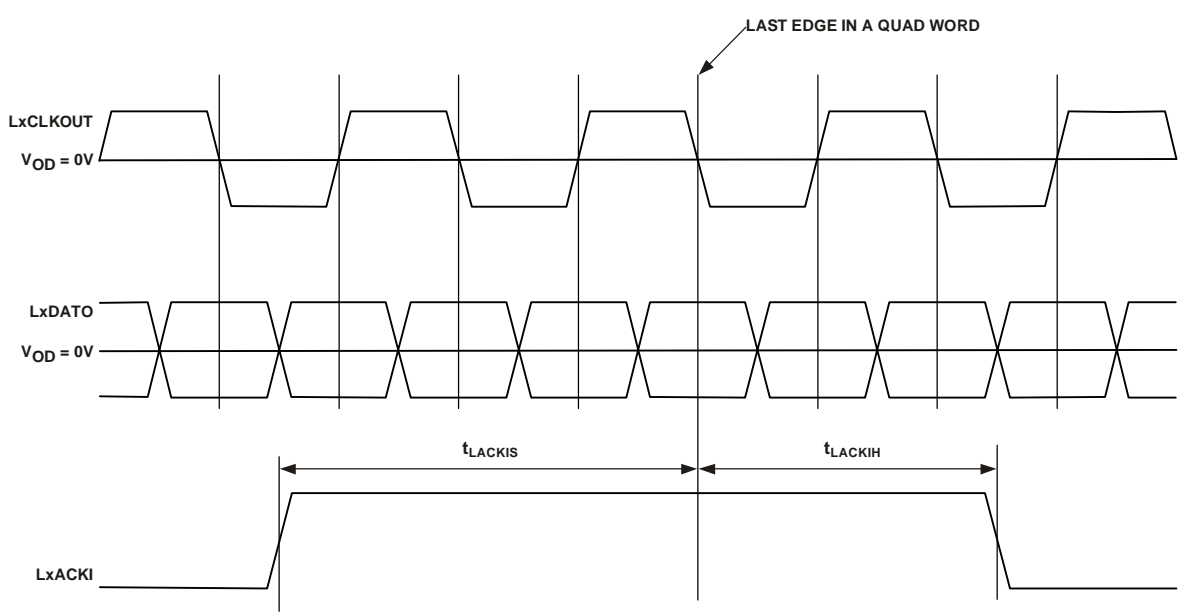 LAST EDGE IN A QUAD WORD
LxCLKOUT
VOD = 0V
LxDATO
VOD = 0V
tLACKIS
tLACKIH
LxACKI